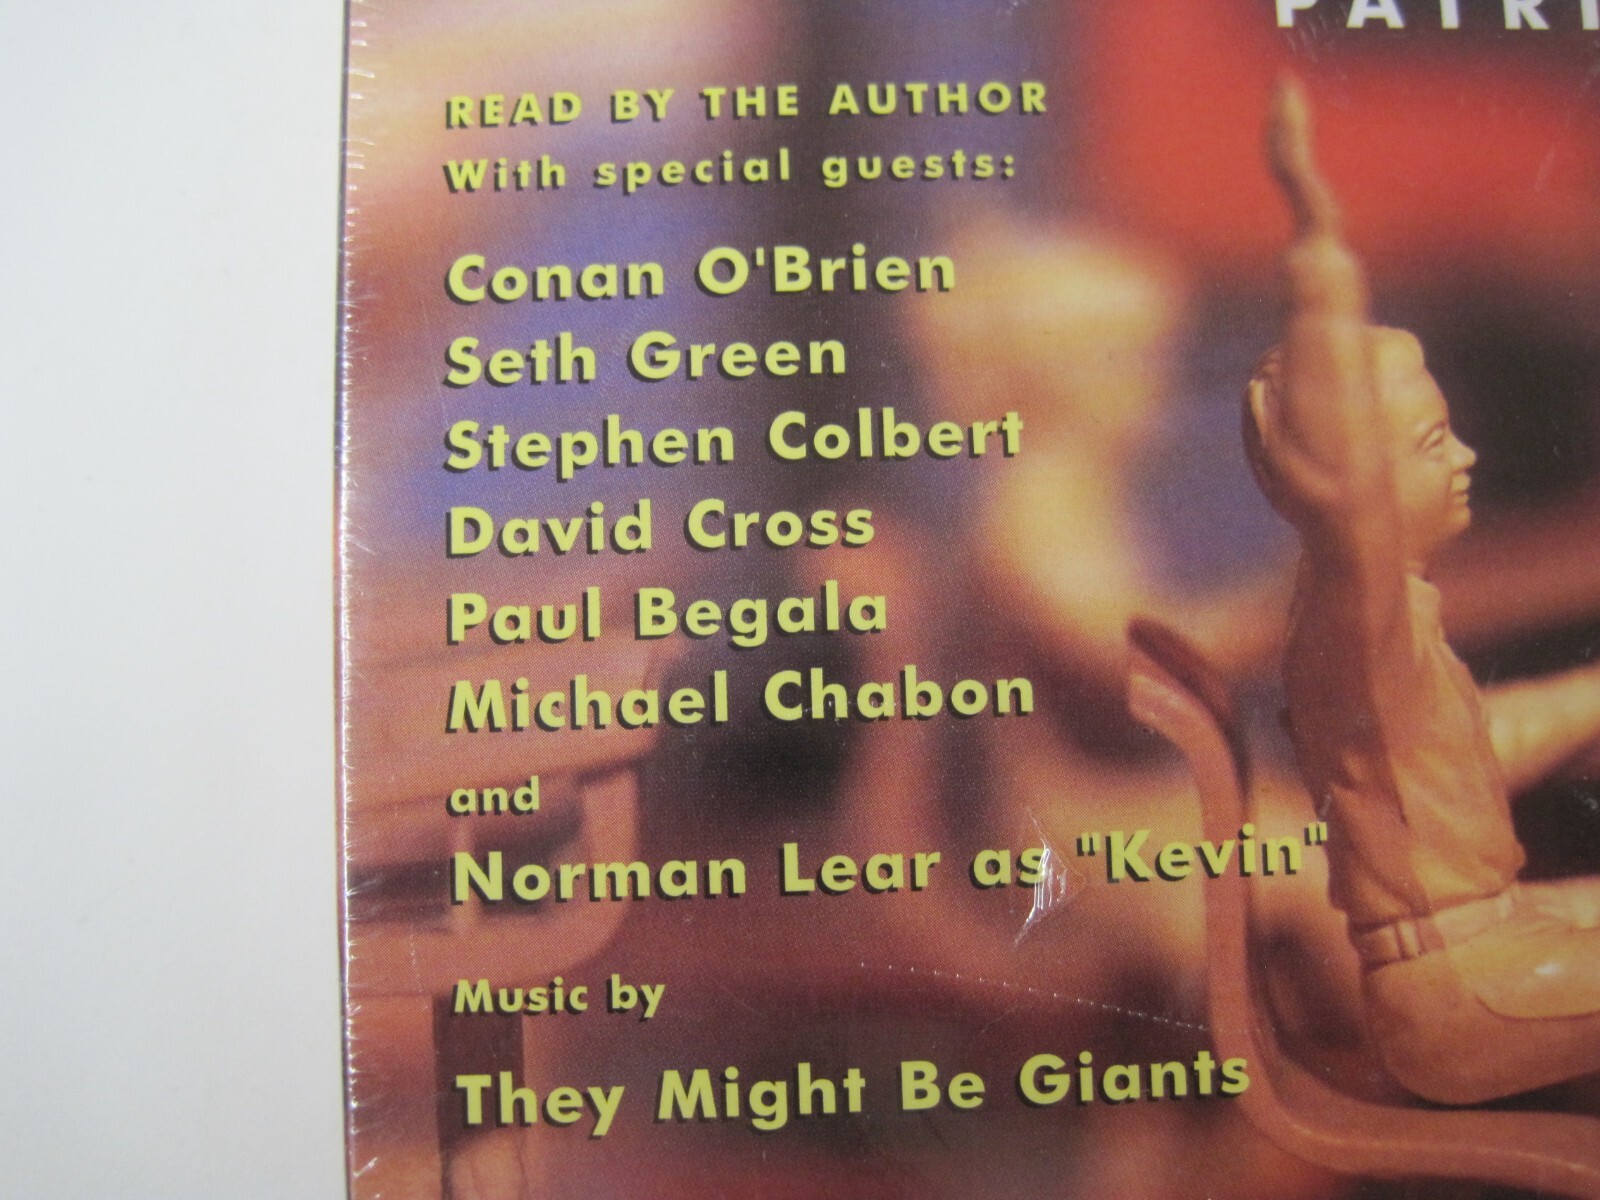 READ BY THE AUTHOR
With special guests:
Conan O'Brien
Seth Green
Stephen Colbert
David Cross
Paul Begala
Michael Chabon
and
Norman Lear as "Kevin"
Music by
They Might Be Giants